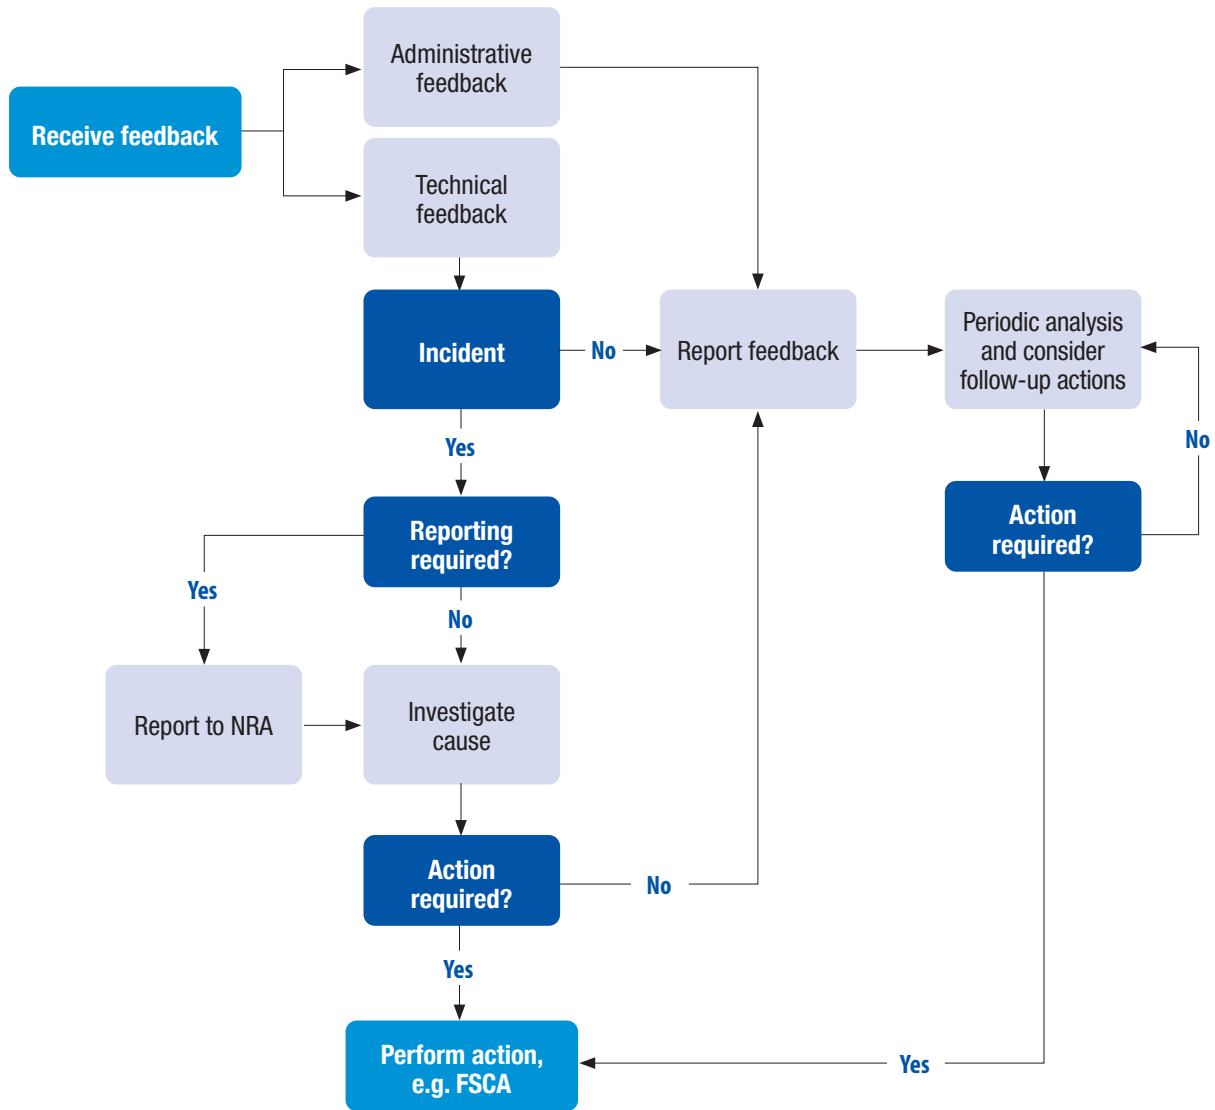 Administrative
feedback
Receive feedback
Technical
feedback
Incident
No
Report feedback
Periodic analysis
and consider
follow-up actions
No
Yes
Reporting
required?
Action
required?
Yes
No
Report to NRA
Investigate
cause
Action
required?
No
Yes
Perform action,
e.g. FSCA
Yes